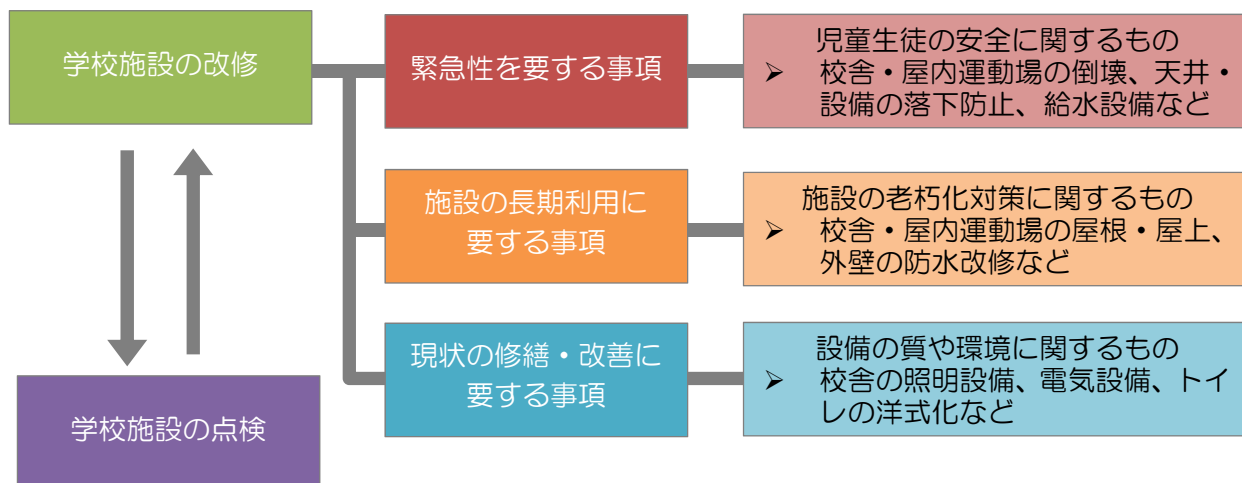 学校施設の改修
緊急性を要する事項
児童生徒の安全に関するもの
➢ 校舎・屋内運動場の倒壊、天井・
設備の落下防止、給水設備など
施設の長期利用に
要する事項
施設の老朽化対策に関するもの
➢ 校舎・屋内運動場の屋根・屋上、
外壁の防水改修など
現状の修繕・改善に
要する事項
設備の質や環境に関するもの
➢ 校舎の照明設備、電気設備、トイ
レの洋式化など
学校施設の点検